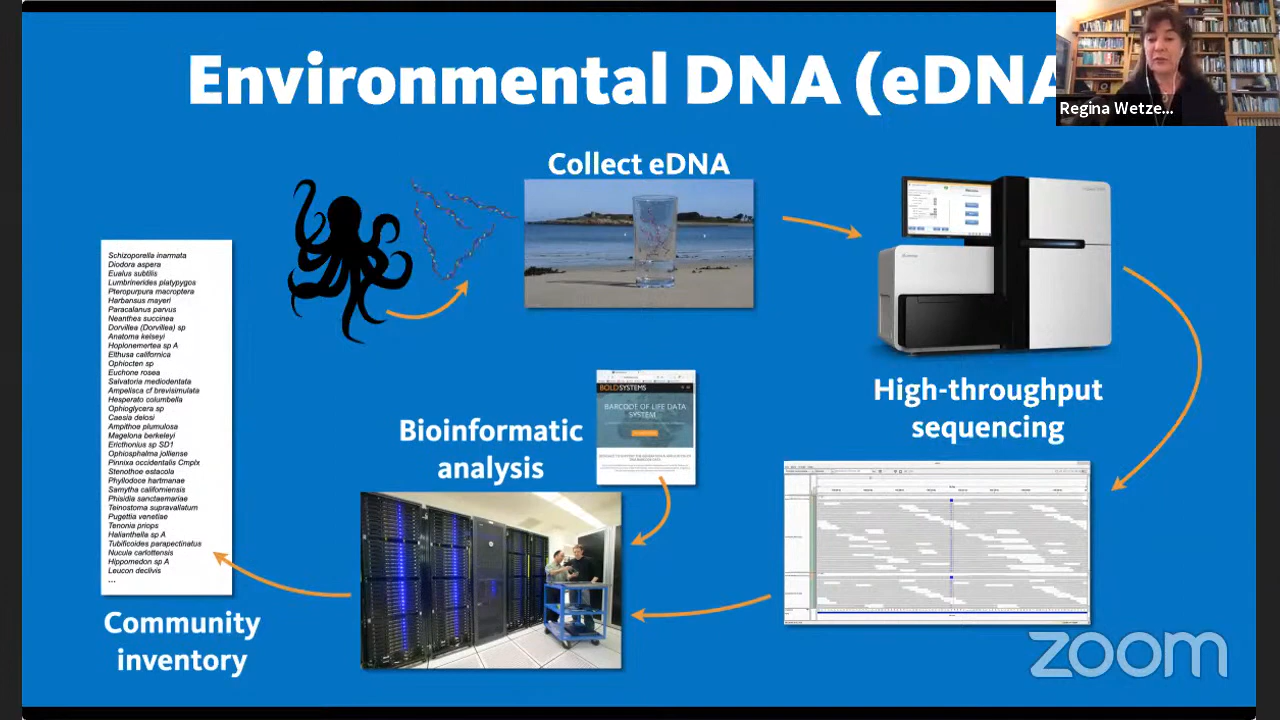 Environmental DNA (eDNA
Regina Wetze...
Collect eDNA
High-throughput
sequencing
BOLDSYSTEMS
BARCODE OF LIFE DATA
SYSTEM
Bioinformatic
analysis
Schizoporella inarmata
Diodora aspera
Eualus subtilis
Lumbrinerides platypygos
Pteropurpura macroptera
Harbansus mayeri
Paracalanus parvus
Neanthes succinea
Dorvillea (Dorvillea) sp
Anatoma kelseyi
Hoplonemertea sp A
Elthusa californica
Ophiocten sp
Euchone rosea
Salvatoria mediodentata
Ampelisca cf brevisimulata
Hesperato columbella
Ophioglycera sp
Caesia delosi
Ampithoe plumulosa
Magelona berkeleyi
Ericthonius sp SD1
Ophiosphalma jolliense
Pinnixa occidentalis Cmplx
Stenothoe estacola
Phyllodoce hartmanae
Samytha californiensis
Phisidia sanctaemariae
Teinostoma supravallatum
Pugettia venetiae
Tenonia priops
Halianthella sp A
Tubificoides parapectinatus
Nucula carlottensis
Hippomedon sp A
Leucon declivis
...
Community
inventory
zoom